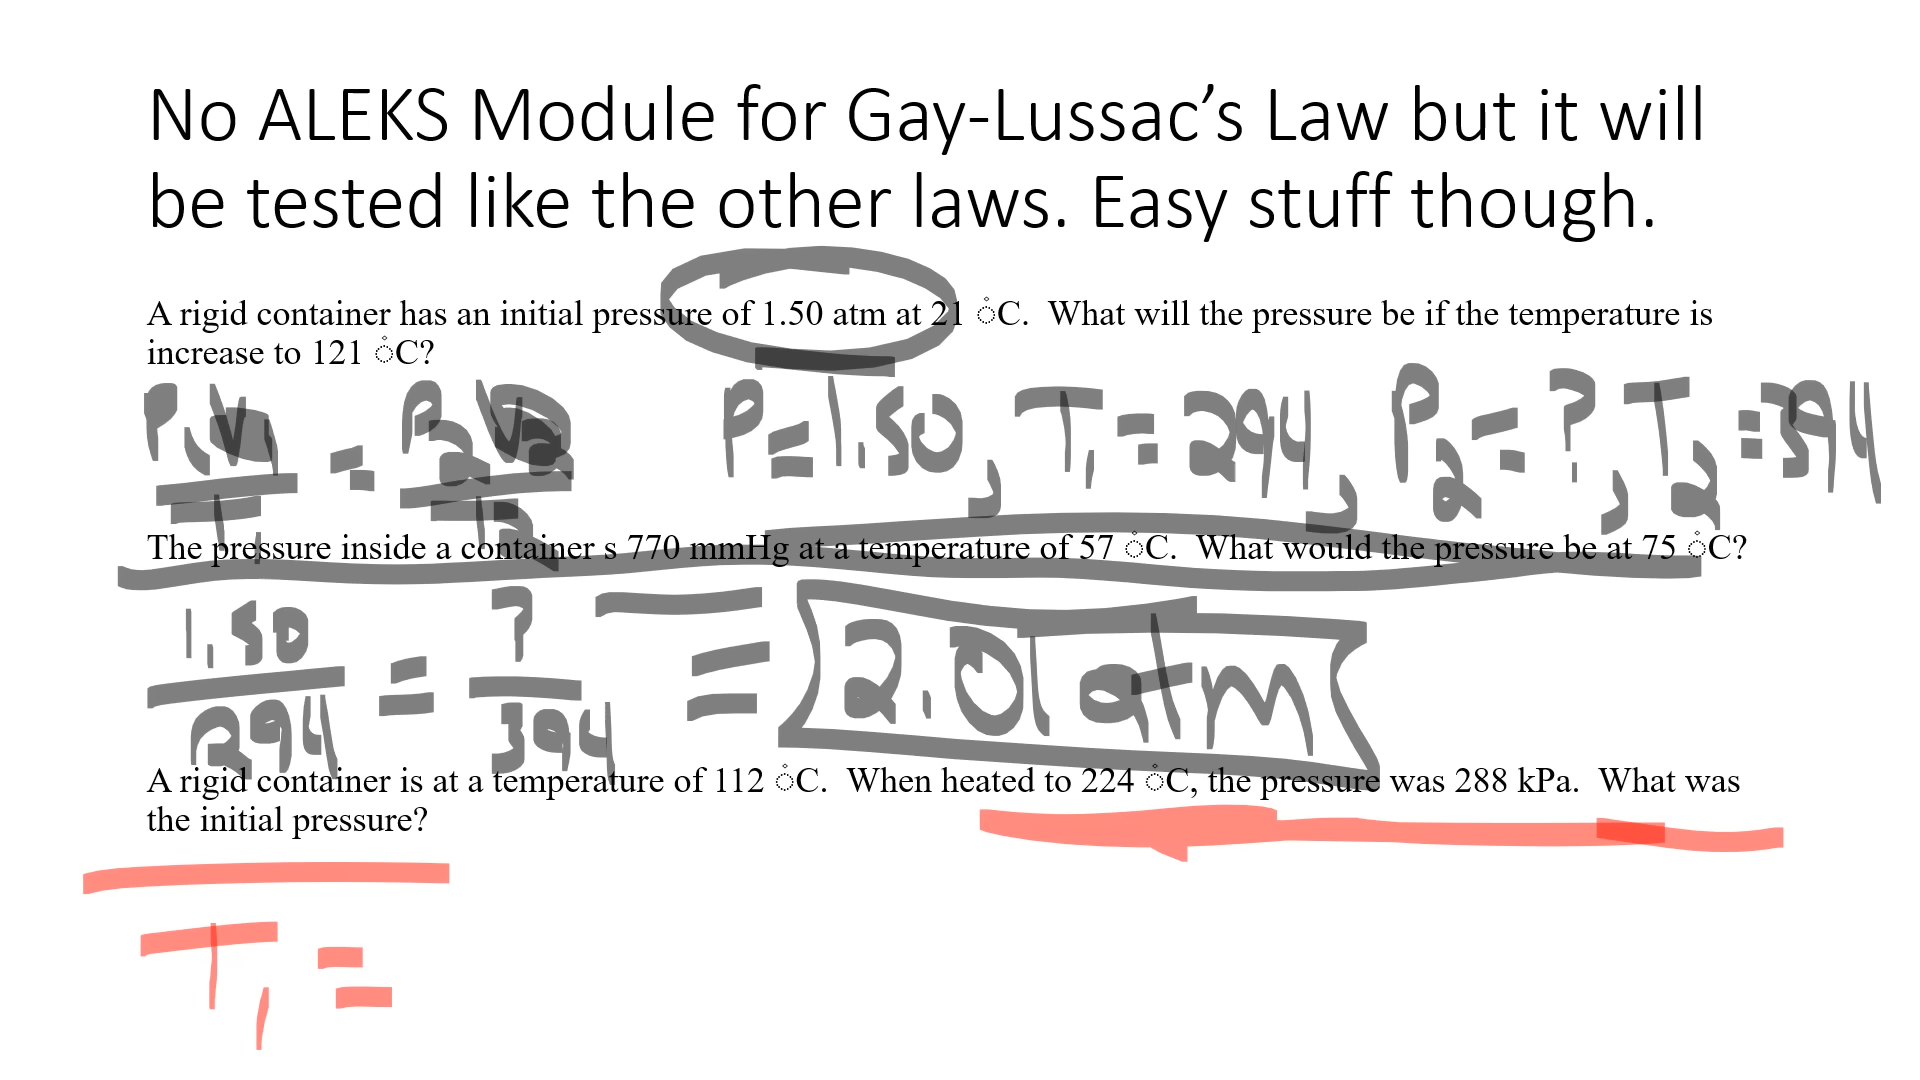 No ALEKS Module for Gay-Lussac’s Law but it will
be tested like the other laws. Easy stuff though.
A rigid container has an initial pressure of 1.50 atm at 21 ◌̊C.  What will the pressure be if the temperature is
increase to 121 ◌̊C?
P₁V₁/T₁ = P₂V₂/T₂   P=1.50, T₁=294, P₂=?, T₂=394
The pressure inside a container s 770 mmHg at a temperature of 57 ◌̊C.  What would the pressure be at 75 ◌̊C?
1.50/294 = ?/394 = 2.01 atm
A rigid container is at a temperature of 112 ◌̊C.  When heated to 224 ◌̊C, the pressure was 288 kPa.  What was
the initial pressure?
T₁ =